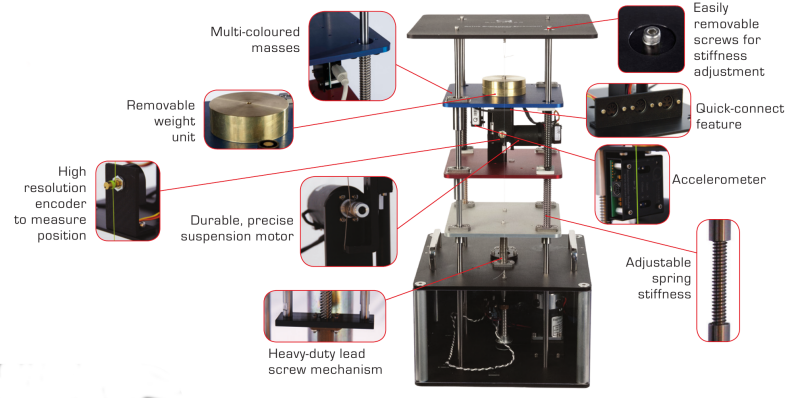 Multi-coloured
masses
Removable
weight
unit
High
resolution
encoder
to measure
position
Durable, precise
suspension motor
Heavy-duty lead
screw mechanism
Easily
removable
screws for
stiffness
adjustment
Quick-connect
feature
Accelerometer
Adjustable
spring
stiffness